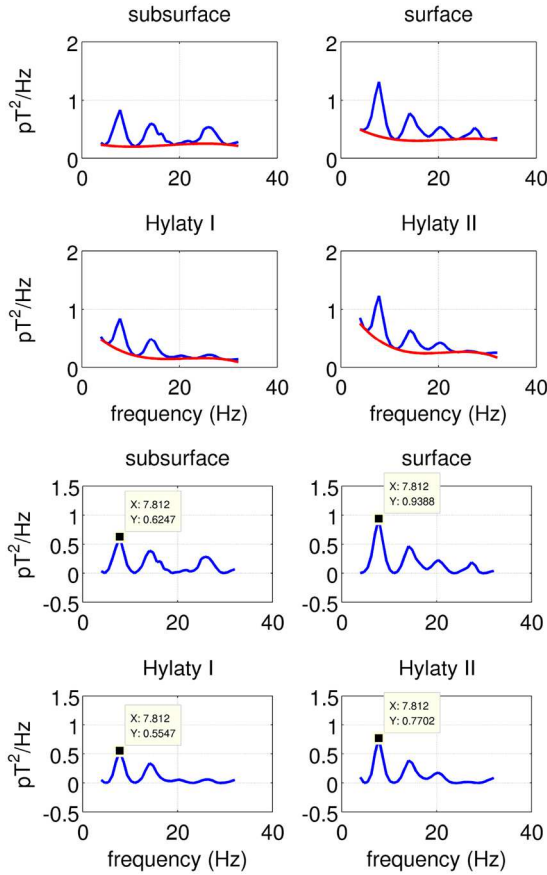 subsurface
surface
pT²/Hz
2
1
0
0
20
40
2
1
0
0
20
40
Hylaty I
Hylaty II
pT²/Hz
2
1
0
0
20
40
2
1
0
0
20
40
frequency (Hz)
frequency (Hz)
subsurface
surface
pT²/Hz
1.5
1
0.5
0
-0.5
0
20
40
X: 7.812
Y: 0.6247
1.5
1
0.5
0
-0.5
0
20
40
X: 7.812
Y: 0.9388
Hylaty I
Hylaty II
pT²/Hz
1.5
1
0.5
0
-0.5
0
20
40
X: 7.812
Y: 0.5547
1.5
1
0.5
0
-0.5
0
20
40
X: 7.812
Y: 0.7702
frequency (Hz)
frequency (Hz)